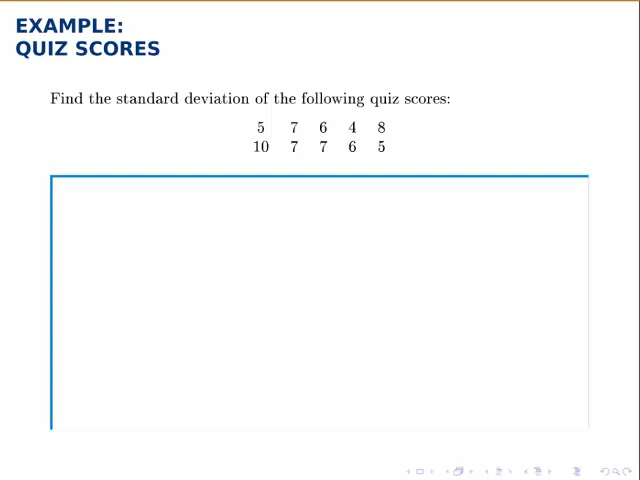 EXAMPLE:
QUIZ SCORES
Find the standard deviation of the following quiz scores:
5 7 6 4 8
10 7 7 6 5